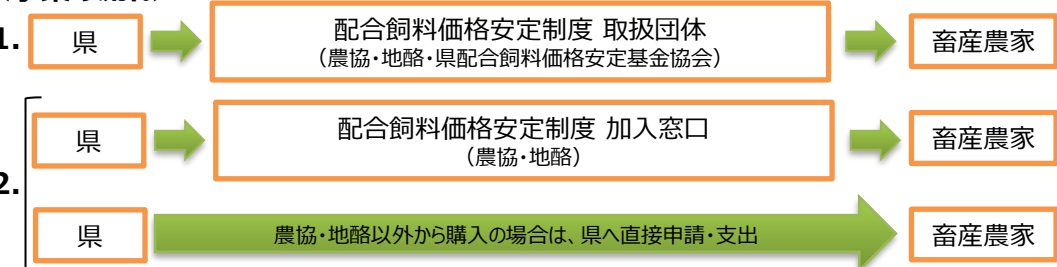 1.
県
配合飼料価格安定制度 取扱団体
（農協・地酪・県配合飼料価格安定基金協会）
畜産農家
2.
県
配合飼料価格安定制度 加入窓口
（農協・地酪）
畜産農家
県
農協・地酪以外から購入の場合は、県へ直接申請・支出
畜産農家